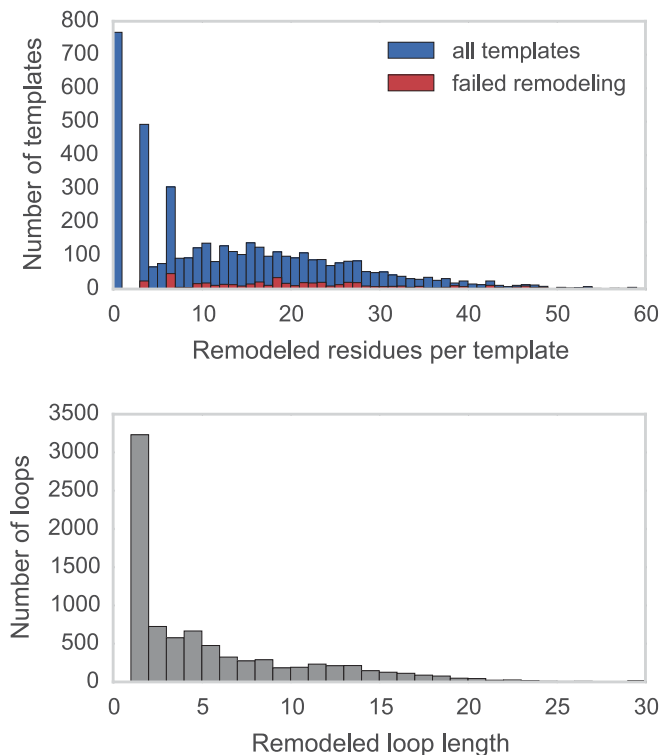 800
700
600
500
400
300
200
100
0
Number of templates
all templates
failed remodeling
0 10 20 30 40 50 60
Remodeled residues per template
3500
3000
2500
2000
1500
1000
500
0
Number of loops
0 5 10 15 20 25 30
Remodeled loop length